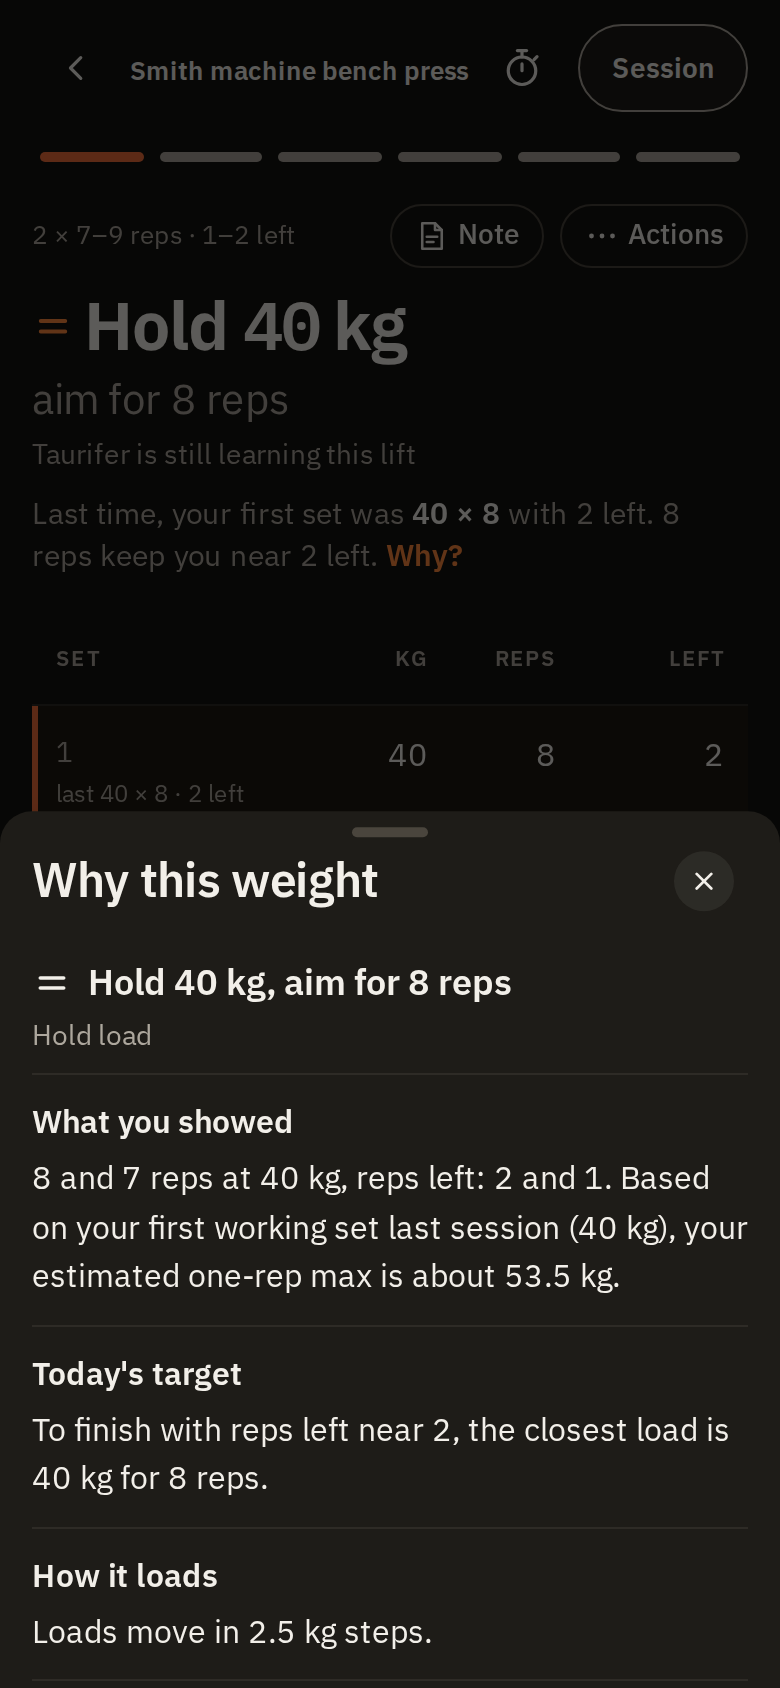 Smith machine bench press
Session
2 × 7–9 reps · 1–2 left
Note
··· Actions
= Hold 40 kg
aim for 8 reps
Taurifer is still learning this lift
Last time, your first set was 40 × 8 with 2 left. 8
reps keep you near 2 left. Why?
SET KG REPS LEFT
1 40 8 2
last 40 × 8 · 2 left
Why this weight
= Hold 40 kg, aim for 8 reps
Hold load
What you showed
8 and 7 reps at 40 kg, reps left: 2 and 1. Based
on your first working set last session (40 kg), your
estimated one-rep max is about 53.5 kg.
Today's target
To finish with reps left near 2, the closest load is
40 kg for 8 reps.
How it loads
Loads move in 2.5 kg steps.